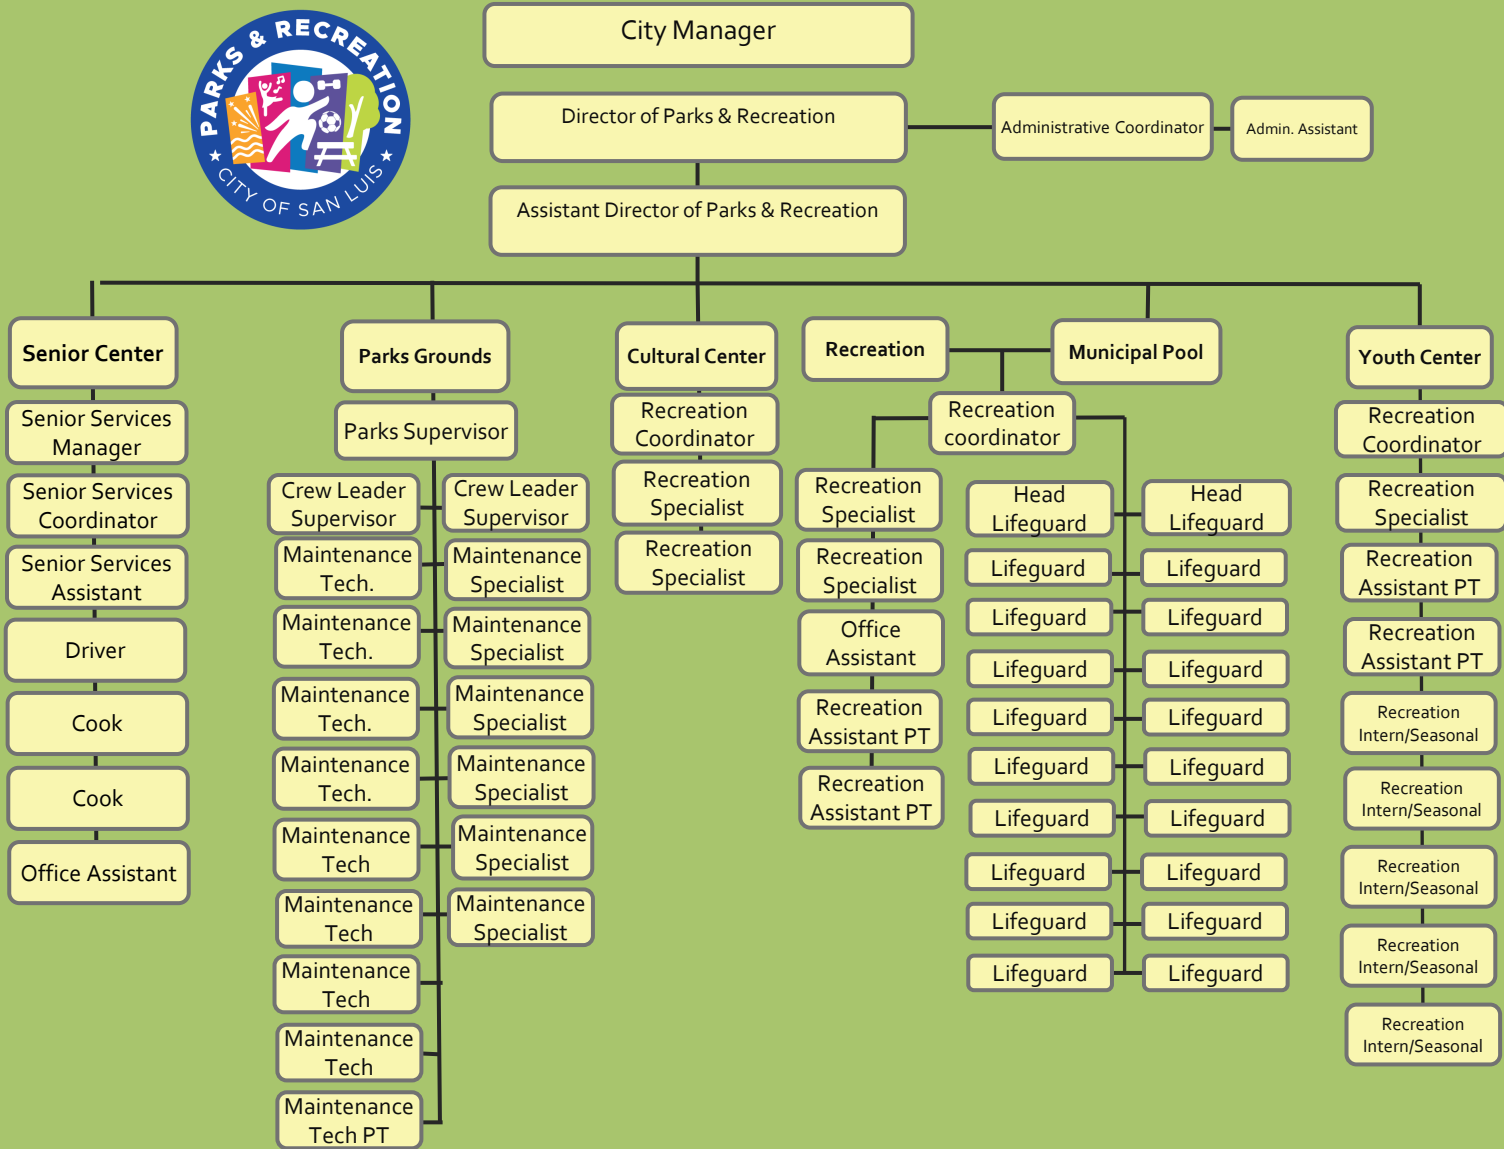 PARKS & RECREATION
CITY OF SAN LUIS
City Manager
Director of Parks & Recreation
Administrative Coordinator
Admin. Assistant
Assistant Director of Parks & Recreation
Senior Center
Senior Services
Manager
Senior Services
Coordinator
Senior Services
Assistant
Driver
Cook
Cook
Office Assistant
Parks Grounds
Parks Supervisor
Crew Leader
Supervisor
Maintenance
Tech.
Maintenance
Tech.
Maintenance
Tech.
Maintenance
Tech.
Maintenance
Tech
Maintenance
Tech
Maintenance
Tech
Maintenance
Tech
Maintenance
Tech PT
Crew Leader
Supervisor
Maintenance
Specialist
Maintenance
Specialist
Maintenance
Specialist
Maintenance
Specialist
Maintenance
Specialist
Maintenance
Specialist
Cultural Center
Recreation
Coordinator
Recreation
Specialist
Recreation
Specialist
Recreation
Municipal Pool
Recreation
coordinator
Recreation
Specialist
Recreation
Specialist
Office
Assistant
Recreation
Assistant PT
Recreation
Assistant PT
Head
Lifeguard
Lifeguard
Lifeguard
Lifeguard
Lifeguard
Lifeguard
Lifeguard
Lifeguard
Lifeguard
Lifeguard
Head
Lifeguard
Lifeguard
Lifeguard
Lifeguard
Lifeguard
Lifeguard
Lifeguard
Lifeguard
Lifeguard
Lifeguard
Youth Center
Recreation
Coordinator
Recreation
Specialist
Recreation
Assistant PT
Recreation
Assistant PT
Recreation
Intern/Seasonal
Recreation
Intern/Seasonal
Recreation
Intern/Seasonal
Recreation
Intern/Seasonal
Recreation
Intern/Seasonal